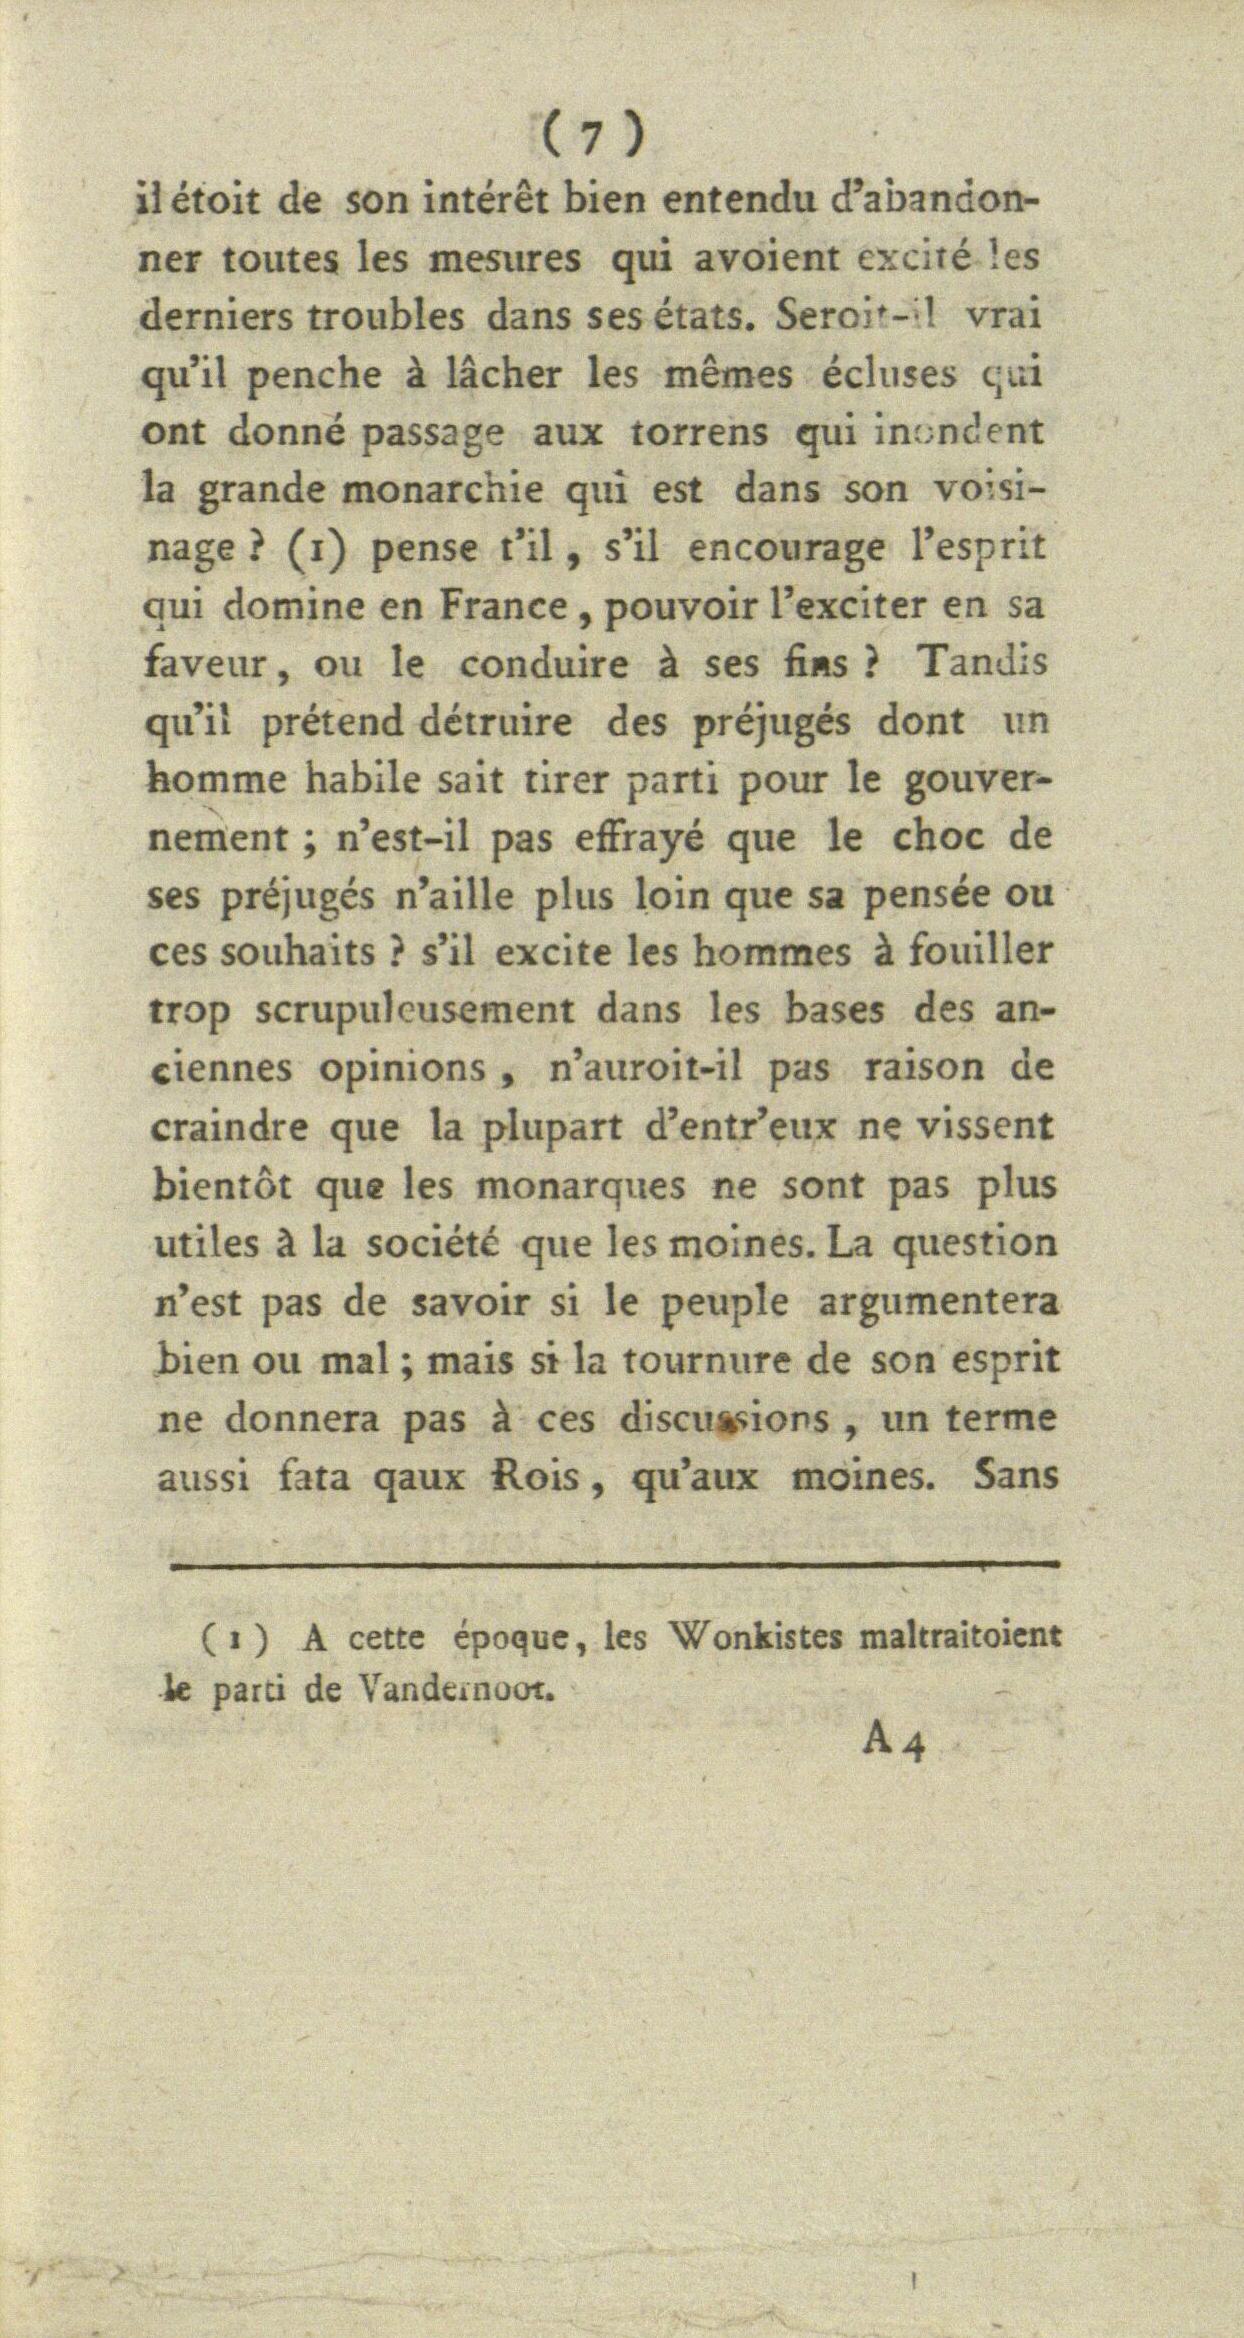 ( 7 )
il étoit de son intérêt bien entendu d'abandon-
ner toutes les mesures qui avoient excité les
derniers troubles dans ses états. Seroit-il vrai
qu'il penche à lâcher les mêmes écluses qui
ont donné passage aux torrens qui inondent
la grande monarchie qui est dans son voisi-
nage ? (1) pense t'il, s'il encourage l'esprit
qui domine en France, pouvoir l'exciter en sa
faveur, ou le conduire à ses fins ? Tandis
qu'il prétend détruire des préjugés dont un
homme habile sait tirer parti pour le gouver-
nement ; n'est-il pas effrayé que le choc de
ses préjugés n'aille plus loin que sa pensée ou
ces souhaits ? s'il excite les hommes à fouiller
trop scrupuleusement dans les bases des an-
ciennes opinions, n'auroit-il pas raison de
craindre que la plupart d'entr'eux ne vissent
bientôt que les monarques ne sont pas plus
utiles à la société que les moines. La question
n'est pas de savoir si le peuple argumentera
bien ou mal ; mais si la tournure de son esprit
ne donnera pas à ces discussions, un terme
aussi fata qaux Rois, qu'aux moines. Sans
(1) A cette époque, les Wonkistes maltraitoient
le parti de Vandernoot.
A 4